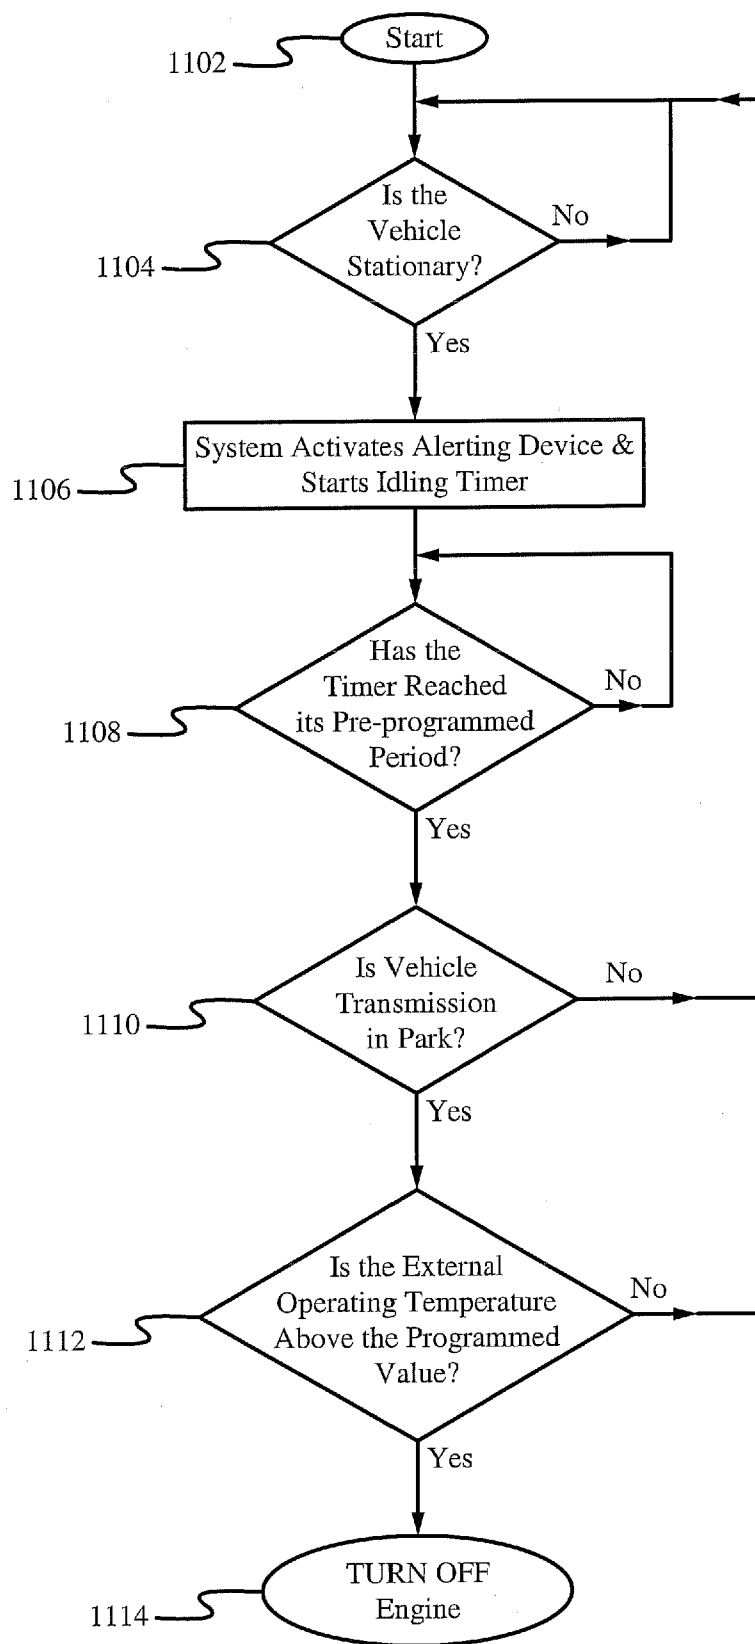 Start
1102
Is the
Vehicle
Stationary?
No
1104
Yes
System Activates Alerting Device &
Starts Idling Timer
1106
Has the
Timer Reached
its Pre-programmed
Period?
No
1108
Yes
Is Vehicle
Transmission
in Park?
No
1110
Yes
Is the External
Operating Temperature
Above the Programmed
Value?
No
1112
Yes
TURN OFF
Engine
1114